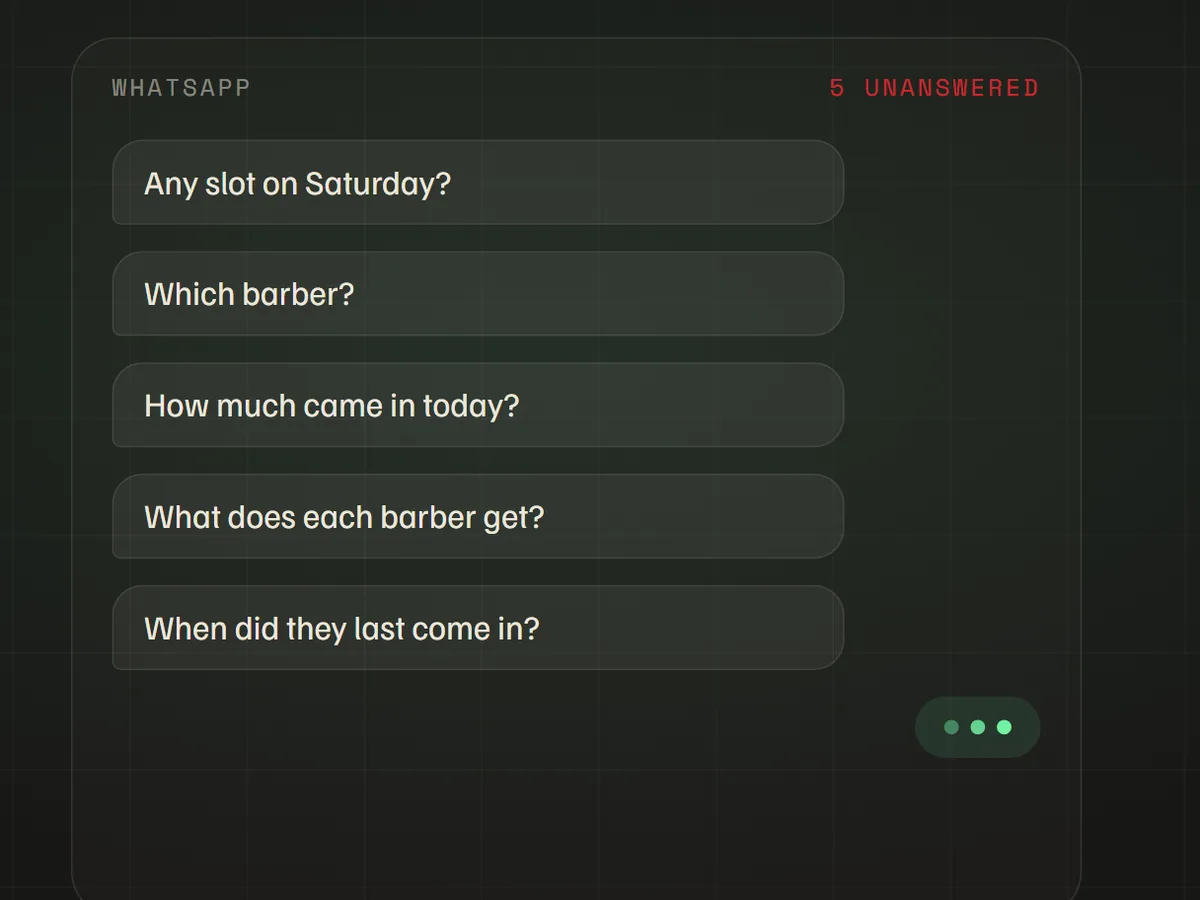 WHATSAPP
5 UNANSWERED
Any slot on Saturday?
Which barber?
How much came in today?
What does each barber get?
When did they last come in?